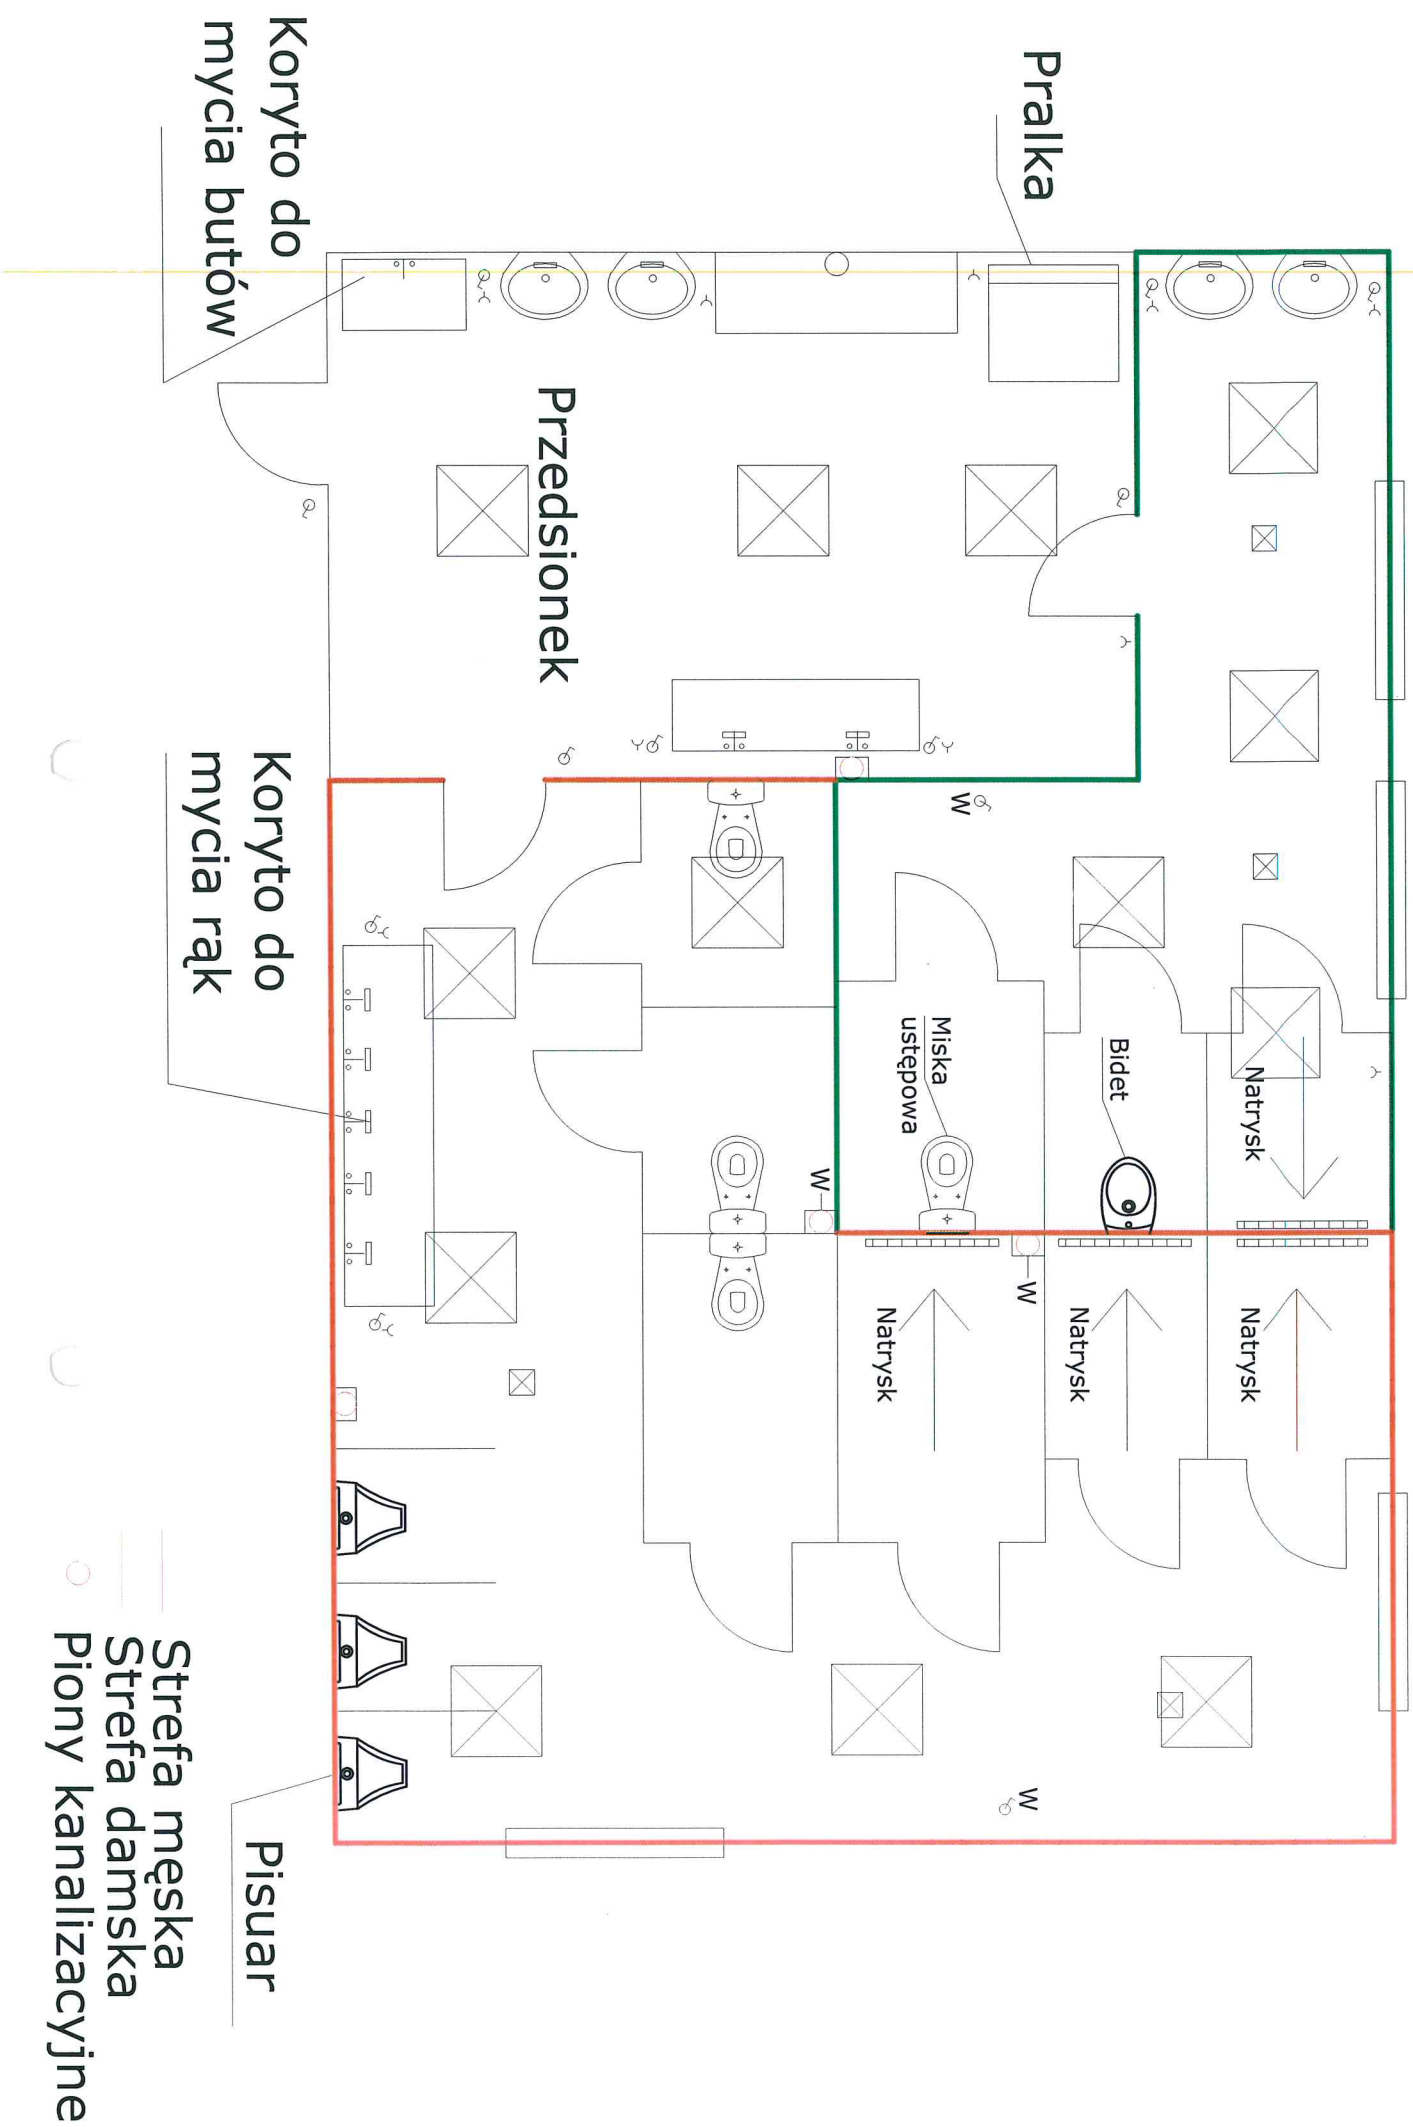 Natrysk
Bidet
Pralka
Natrysk
W
Natrysk
Miska
ustępowa
W
Natrysk
Natrysk
W
W
Przedsionek
Koryto do
mycia butów
Koryto do
mycia rąk
Pisuar
Strefa męska
Strefa damska
Piony kanalizacyjne